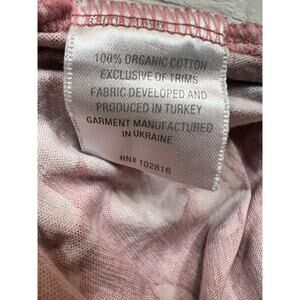 100% ORGANIC COTTON
EXCLUSIVE OF TRIMS
FABRIC DEVELOPED AND
PRODUCED IN TURKEY
GARMENT MANUFACTURED
IN UKRAINE
RN# 102816